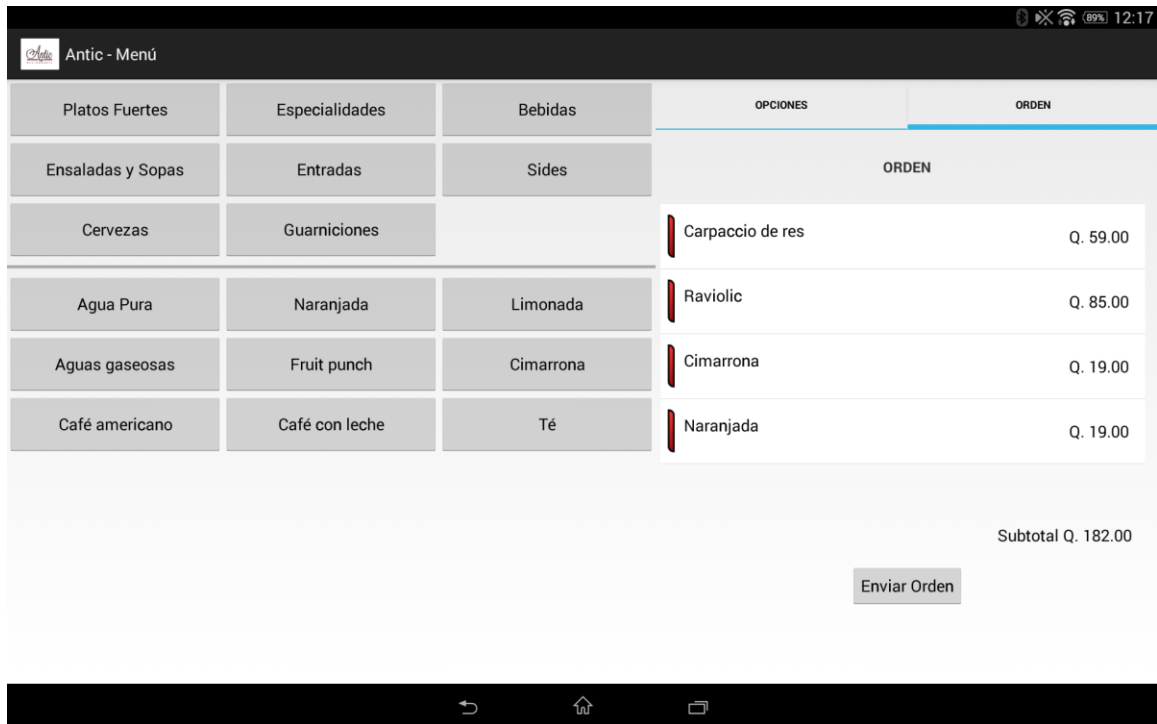 89% 12:17
Antic Antic - Menú
Platos Fuertes Especialidades Bebidas
Ensaladas y Sopas Entradas Sides
Cervezas Guarniciones
Agua Pura Naranjada Limonada
Aguas gaseosas Fruit punch Cimarrona
Café americano Café con leche Té
OPCIONES ORDEN
ORDEN
Carpaccio de res Q. 59.00
Raviolic Q. 85.00
Cimarrona Q. 19.00
Naranjada Q. 19.00
Subtotal Q. 182.00
Enviar Orden